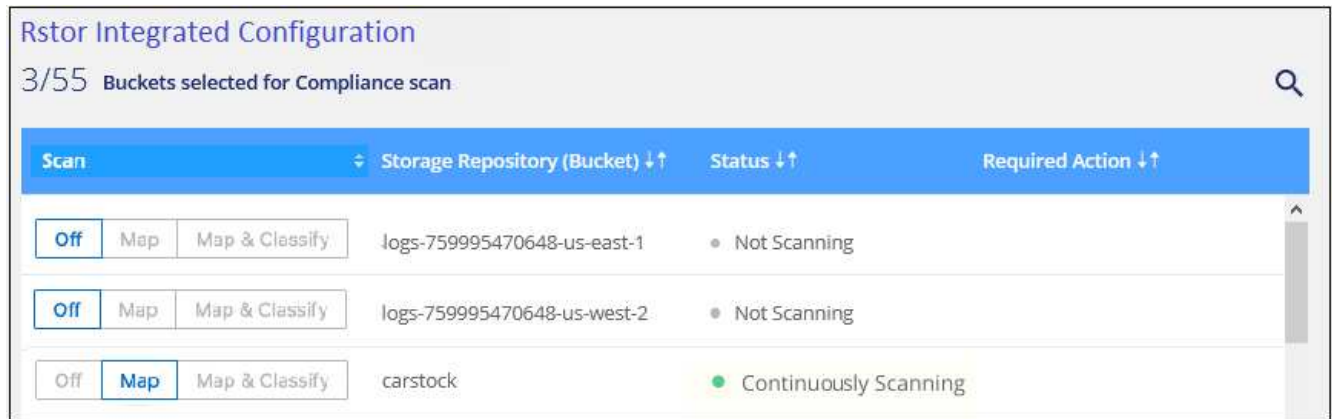 Rstor Integrated Configuration
3/55 Buckets selected for Compliance scan
Scan Storage Repository (Bucket) ↓↑ Status ↓↑ Required Action ↓↑
Off Map Map & Classify logs-759995470648-us-east-1 Not Scanning
Off Map Map & Classify logs-759995470648-us-west-2 Not Scanning
Off Map Map & Classify carstock Continuously Scanning